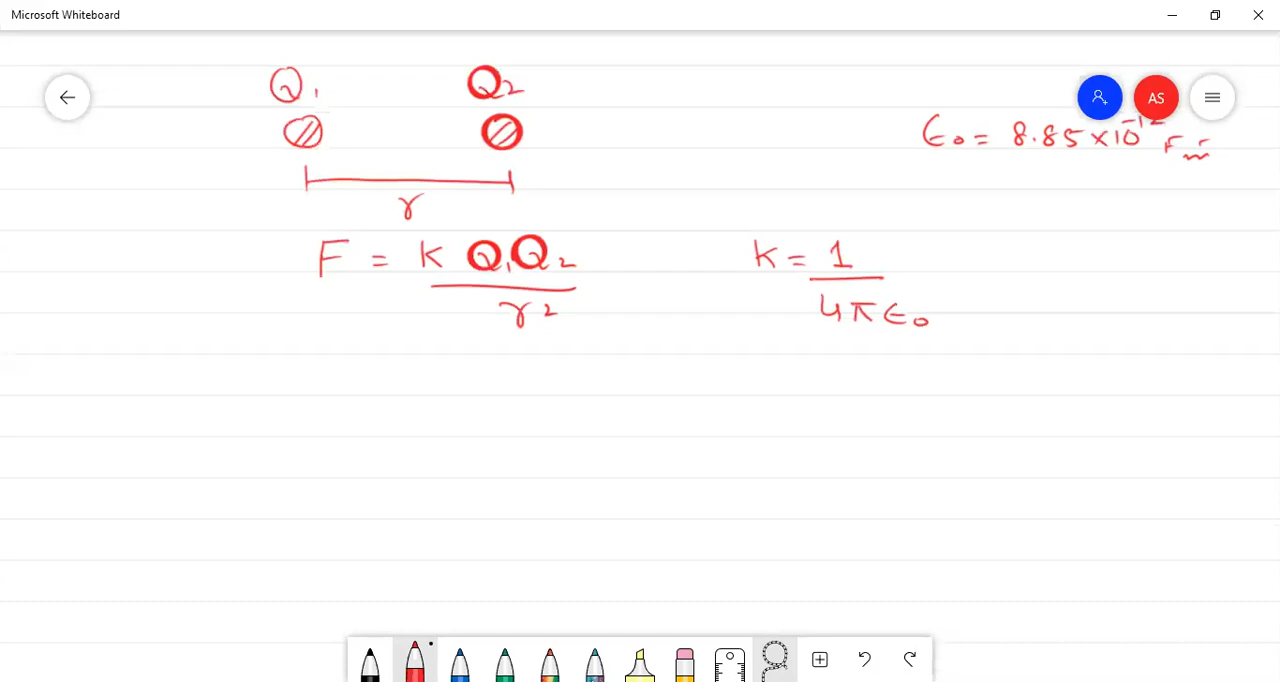 Microsoft Whiteboard
Q₁ Q₂
AS
ϵ₀ = 8.85×10⁻¹² F
r
F = K Q₁Q₂ / r²
K = 1 / 4πϵ₀